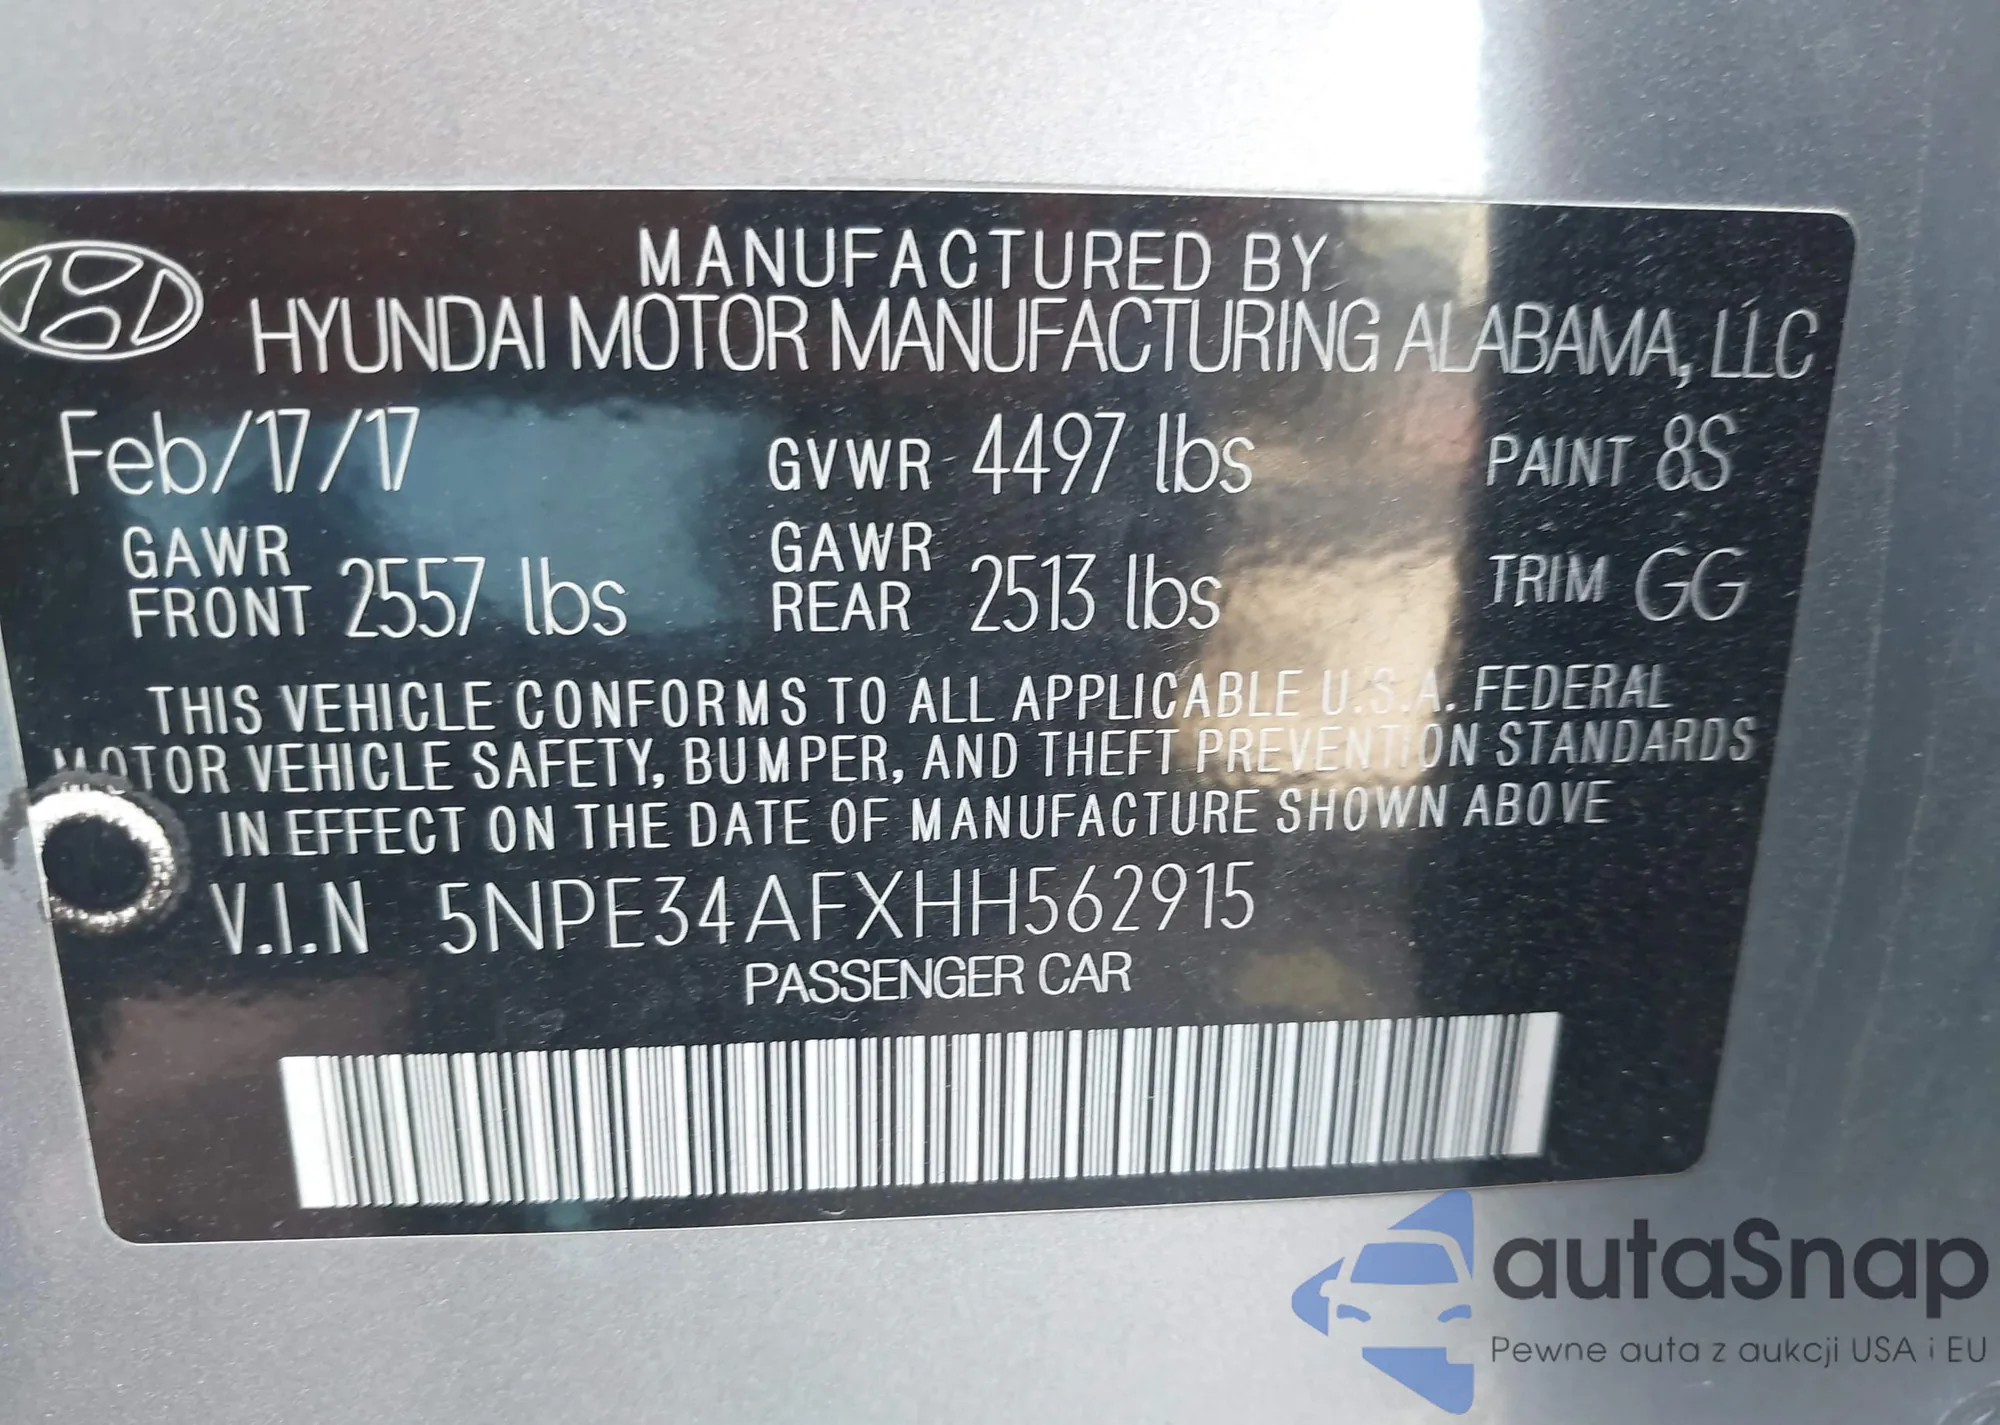 MANUFACTURED BY
HYUNDAI MOTOR MANUFACTURING ALABAMA, LLC
Feb/17/17 GVWR 4497 lbs PAINT 8S
GAWR FRONT 2557 lbs GAWR REAR 2513 lbs TRIM GG
THIS VEHICLE CONFORMS TO ALL APPLICABLE U.S.A. FEDERAL
MOTOR VEHICLE SAFETY, BUMPER, AND THEFT PREVENTION STANDARDS
IN EFFECT ON THE DATE OF MANUFACTURE SHOWN ABOVE
V.I.N 5NPE34AFXHH562915
PASSENGER CAR
autaSnap
Pewne auta z aukcji USA i EU